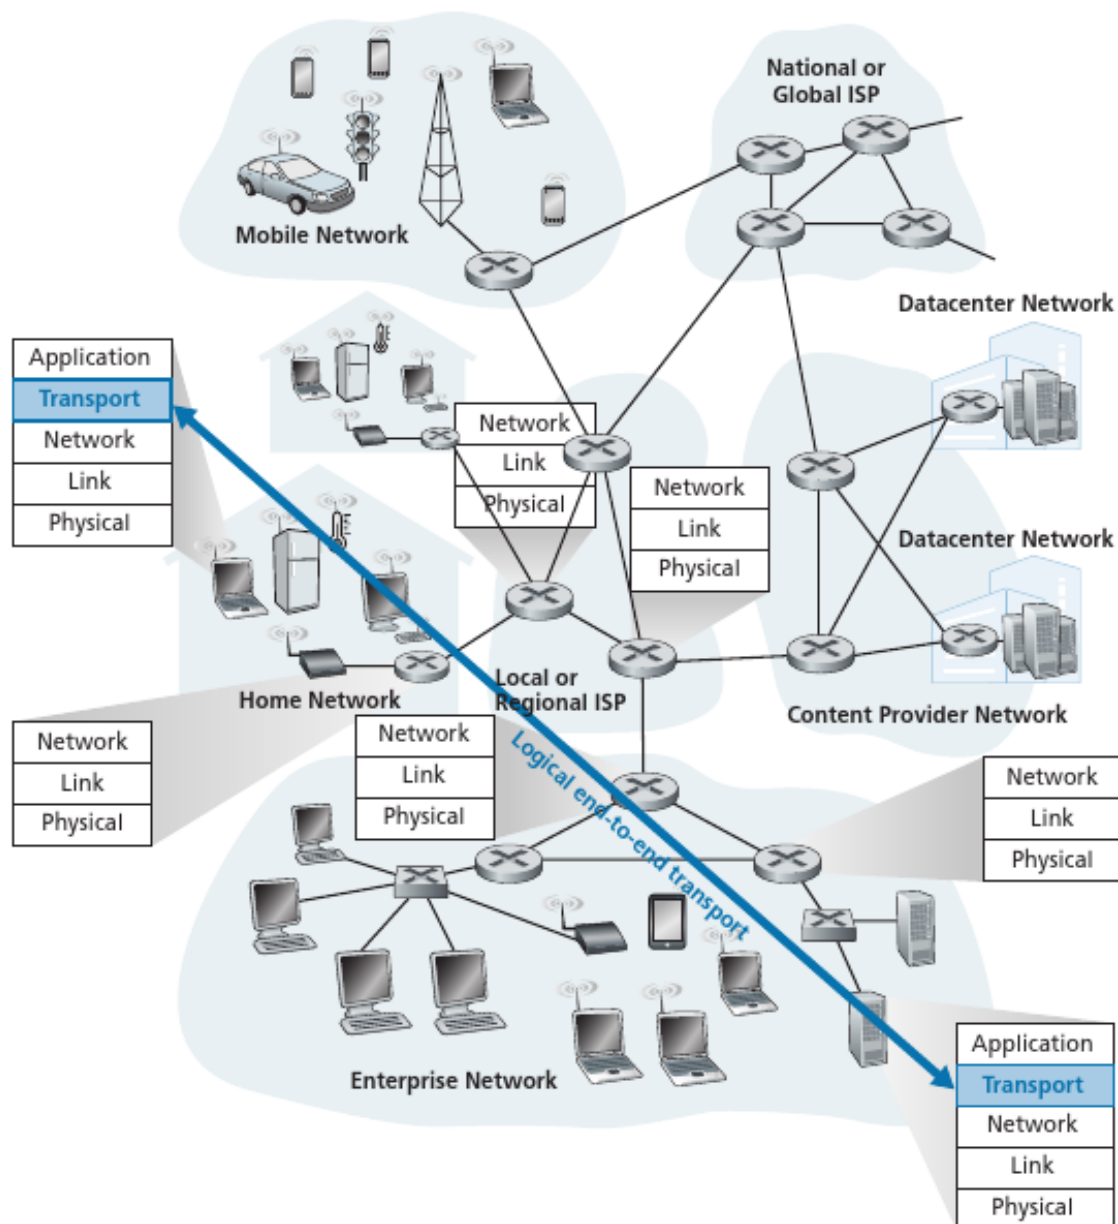 National or
Global ISP
Mobile Network
Datacenter Network
Application
Transport
Network
Link
Physical
Network
Link
Physical
Network
Link
Physical
Datacenter Network
Home Network
Local or
Regional ISP
Content Provider Network
Network
Link
Physical
Network
Link
Physical
Logical end-to-end transport
Network
Link
Physical
Enterprise Network
Application
Transport
Network
Link
Physical